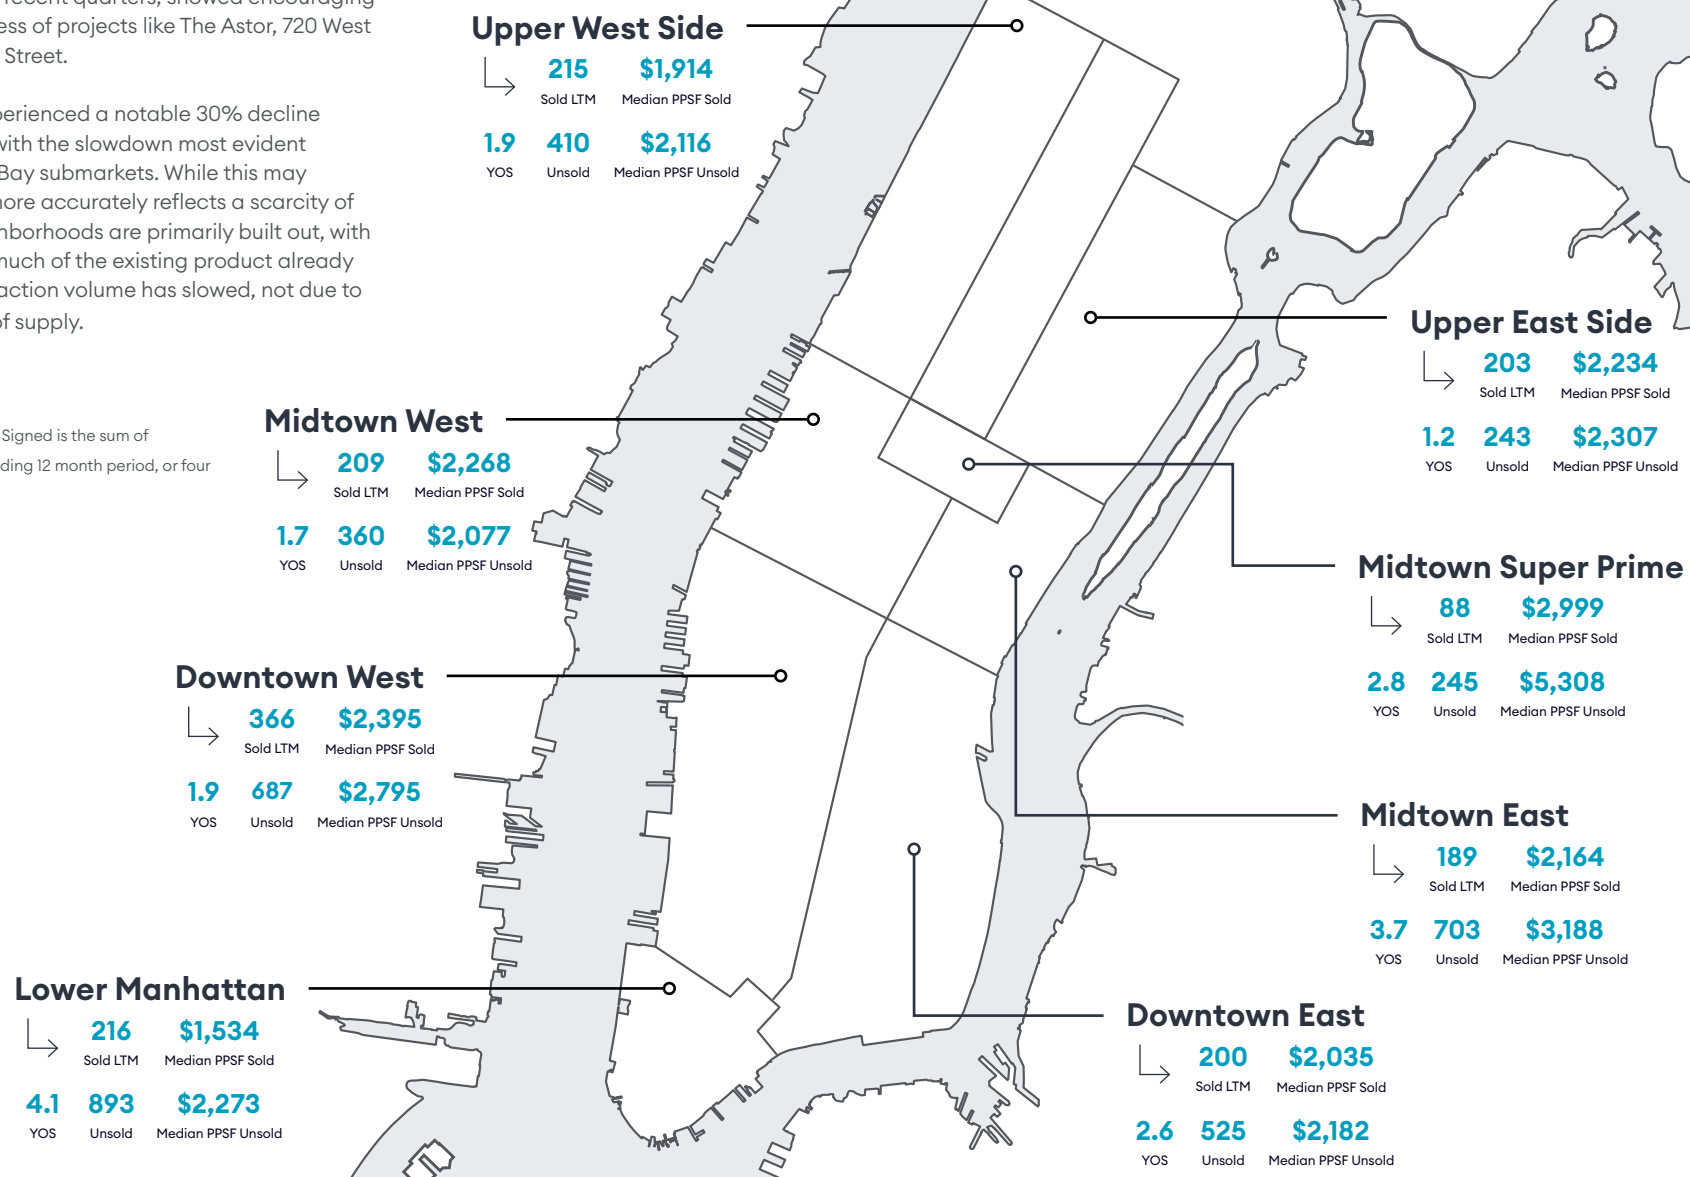 recent quarters, showed encouraging
ess of projects like The Astor, 720 West
Street.
perienced a notable 30% decline
with the slowdown most evident
Bay submarkets. While this may
more accurately reflects a scarcity of
hborhoods are primarily built out, with
much of the existing product already
action volume has slowed, not due to
of supply.
Signed is the sum of
ding 12 month period, or four
Upper West Side
215 $1,914
Sold LTM Median PPSF Sold
1.9 410 $2,116
YOS Unsold Median PPSF Unsold
Upper East Side
203 $2,234
Sold LTM Median PPSF Sold
1.2 243 $2,307
YOS Unsold Median PPSF Unsold
Midtown West
209 $2,268
Sold LTM Median PPSF Sold
1.7 360 $2,077
YOS Unsold Median PPSF Unsold
Midtown Super Prime
88 $2,999
Sold LTM Median PPSF Sold
2.8 245 $5,308
YOS Unsold Median PPSF Unsold
Downtown West
366 $2,395
Sold LTM Median PPSF Sold
1.9 687 $2,795
YOS Unsold Median PPSF Unsold
Midtown East
189 $2,164
Sold LTM Median PPSF Sold
3.7 703 $3,188
YOS Unsold Median PPSF Unsold
Lower Manhattan
216 $1,534
Sold LTM Median PPSF Sold
4.1 893 $2,273
YOS Unsold Median PPSF Unsold
Downtown East
200 $2,035
Sold LTM Median PPSF Sold
2.6 525 $2,182
YOS Unsold Median PPSF Unsold